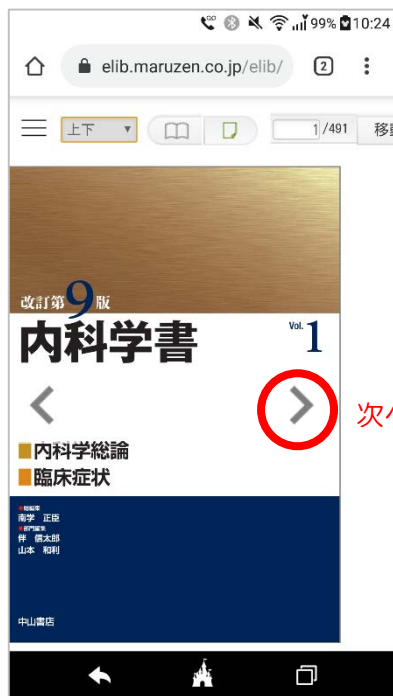 99% 10:24
elib.maruzen.co.jp/elib/ 2
上下 1/491 移動
改訂第9版
内科学書 Vol.1
次へ
内科学総論
臨床症状
●総編集
南学 正臣
●部門編集
伴 信太郎
山本 和利
中山書店